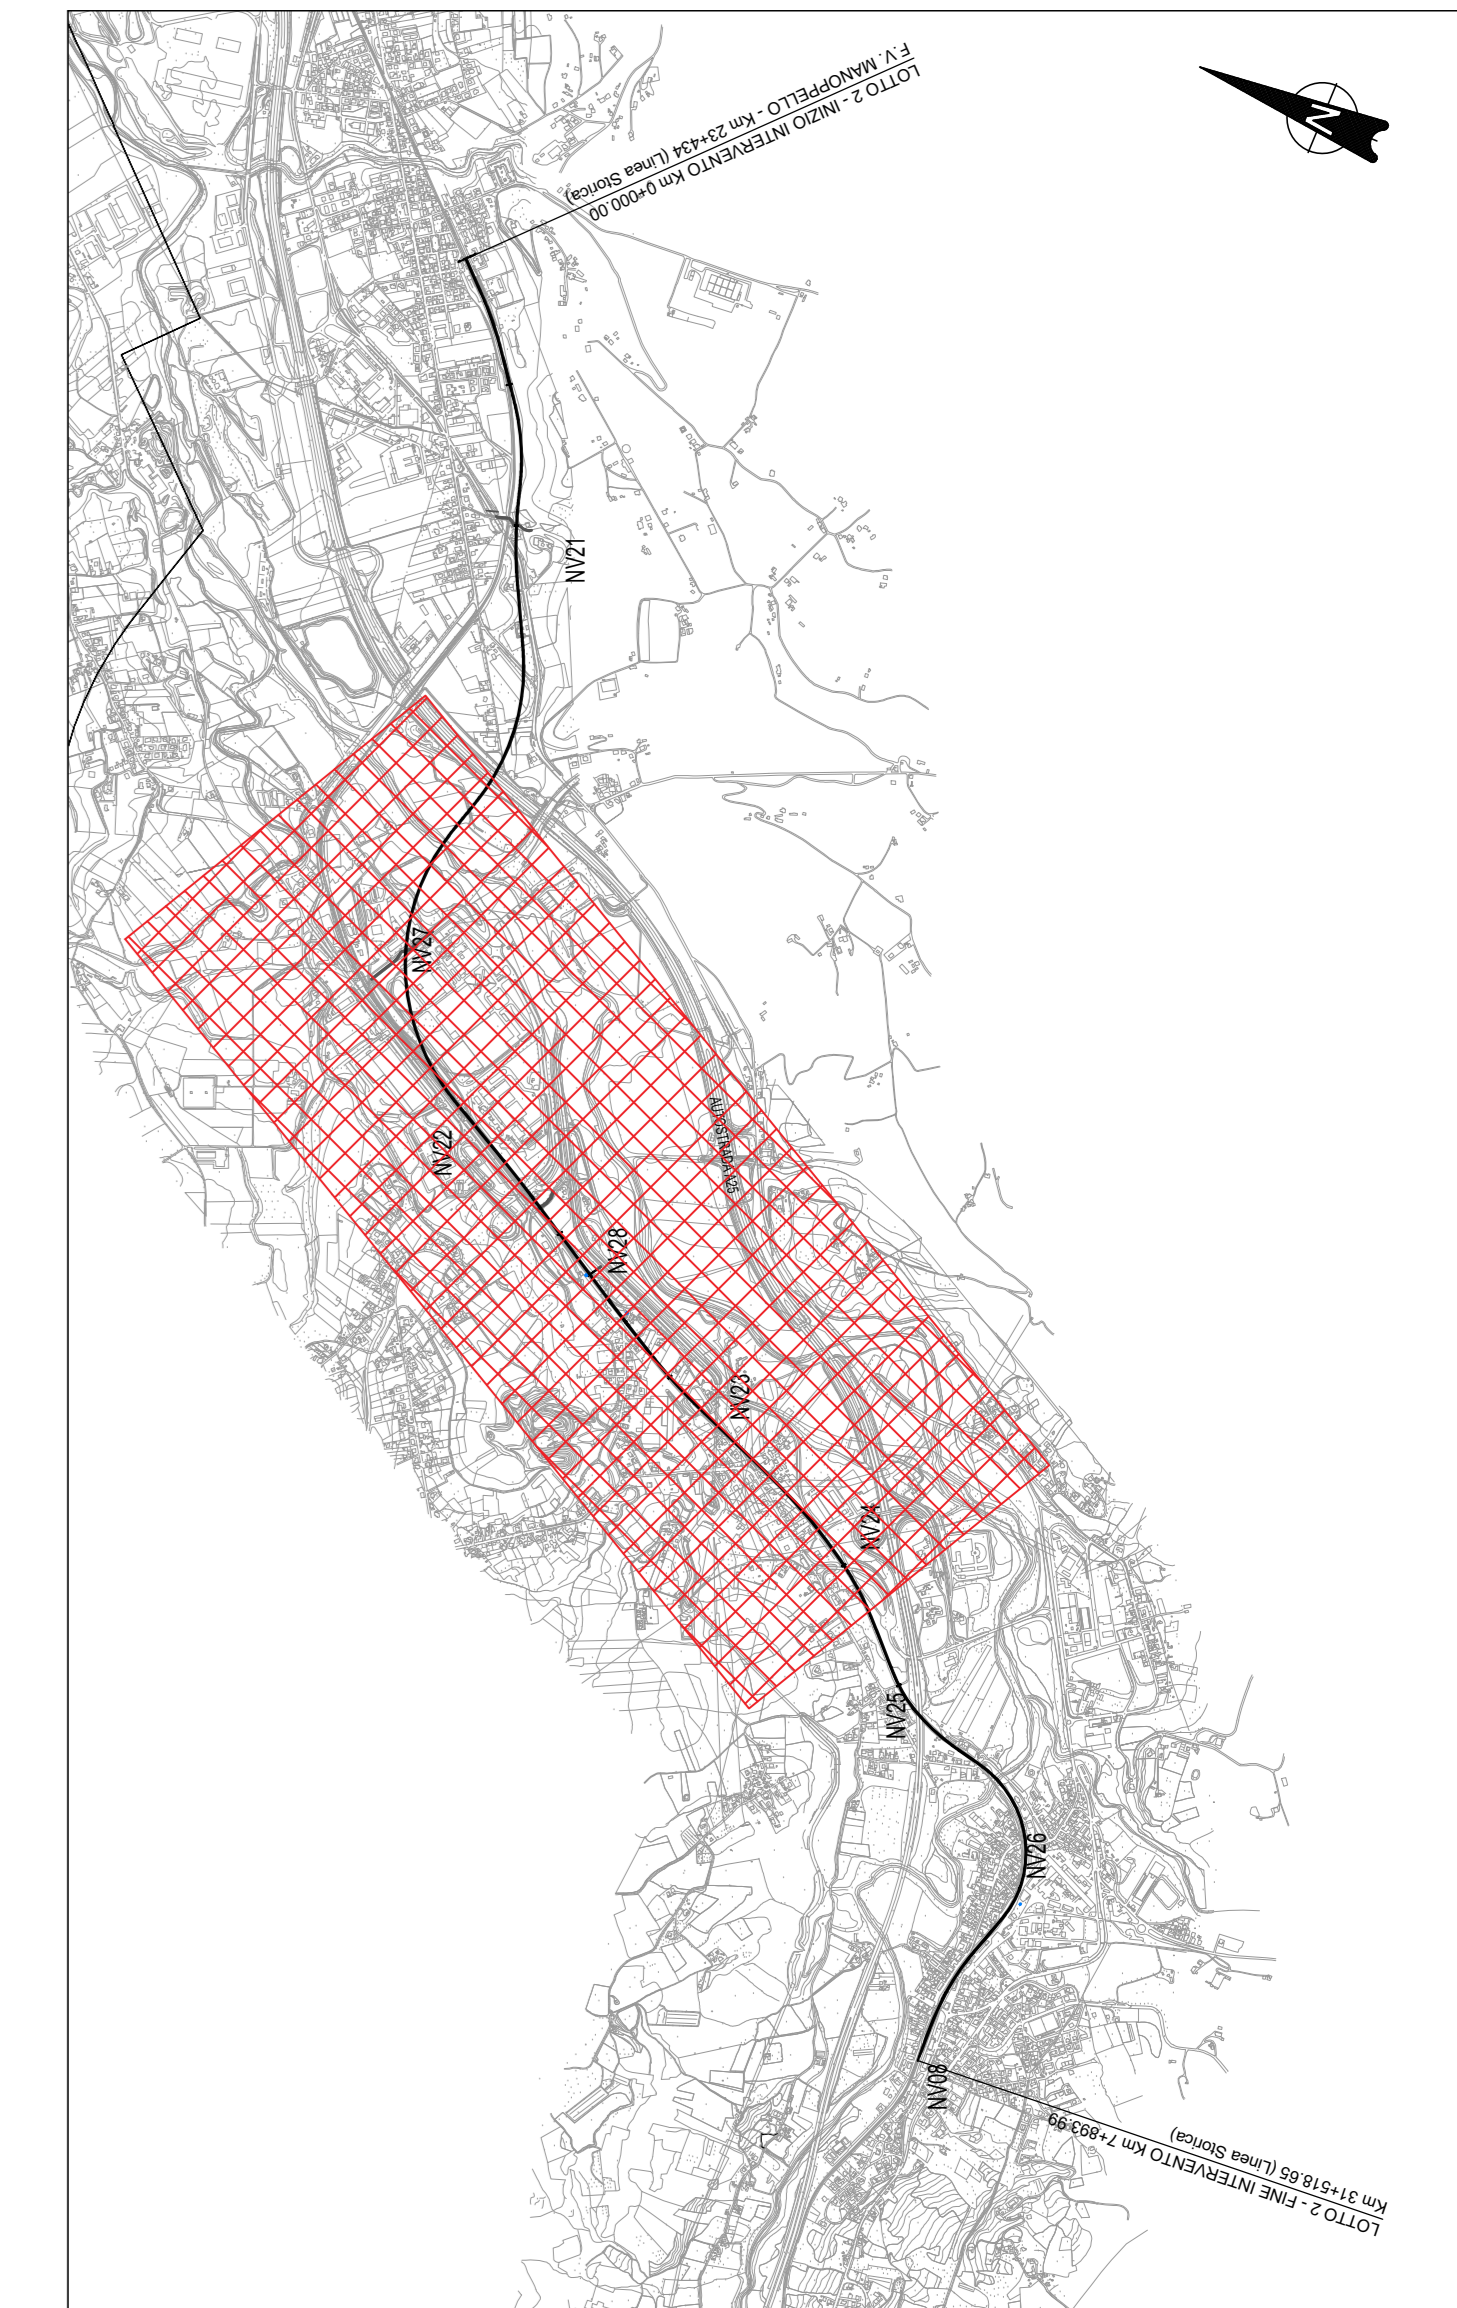 N
LOTTO 2 - INIZIO INTERVENTO Km 0+000.00
F.V. MANOPPELLO - Km 23+434 (Linea Storica)
NV21
NV27
NV22
AUTOSTRADA A25
NV28
NV23
NV24
NV25
NV26
NV08
LOTTO 2 - FINE INTERVENTO Km 7+893.99
Km 31+518.65 (Linea Storica)